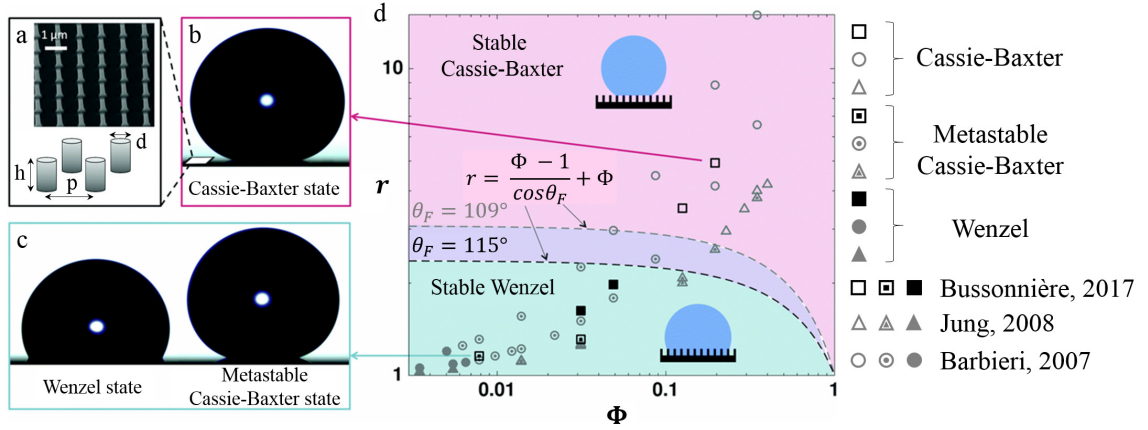 a
1 µm
d
h
p
b
Cassie-Baxter state
c
Wenzel state
Metastable
Cassie-Baxter state
d
r
10
1
Stable
Cassie-Baxter
r = Φ − 1 / cosθ_F + Φ
θ_F = 109°
θ_F = 115°
Stable Wenzel
0.01
0.1
1
Φ
Cassie-Baxter
Metastable
Cassie-Baxter
Wenzel
Bussonnière, 2017
Jung, 2008
Barbieri, 2007